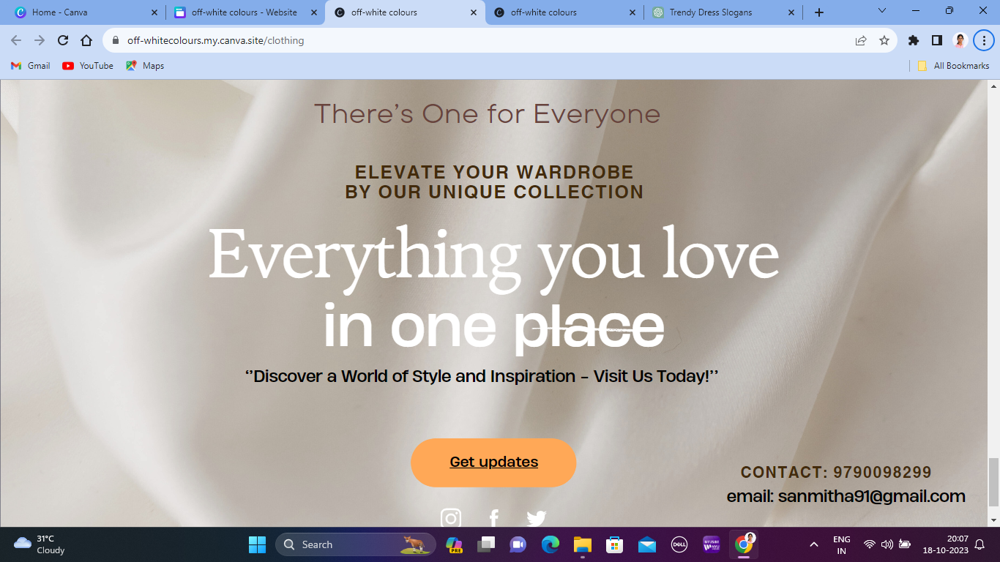 Home - Canva
off-white colours - Website
off-white colours
off-white colours
Trendy Dress Slogans
off-whitecolours.my.canva.site/clothing
Gmail
YouTube
Maps
All Bookmarks
There's One for Everyone
ELEVATE YOUR WARDROBE
BY OUR UNIQUE COLLECTION
Everything you love
in one place
‘’Discover a World of Style and Inspiration - Visit Us Today!’’
Get updates
CONTACT: 9790098299
email: sanmitha91@gmail.com
31°C
Cloudy
Search
PRE
DELL
ENG
IN
20:07
18-10-2023